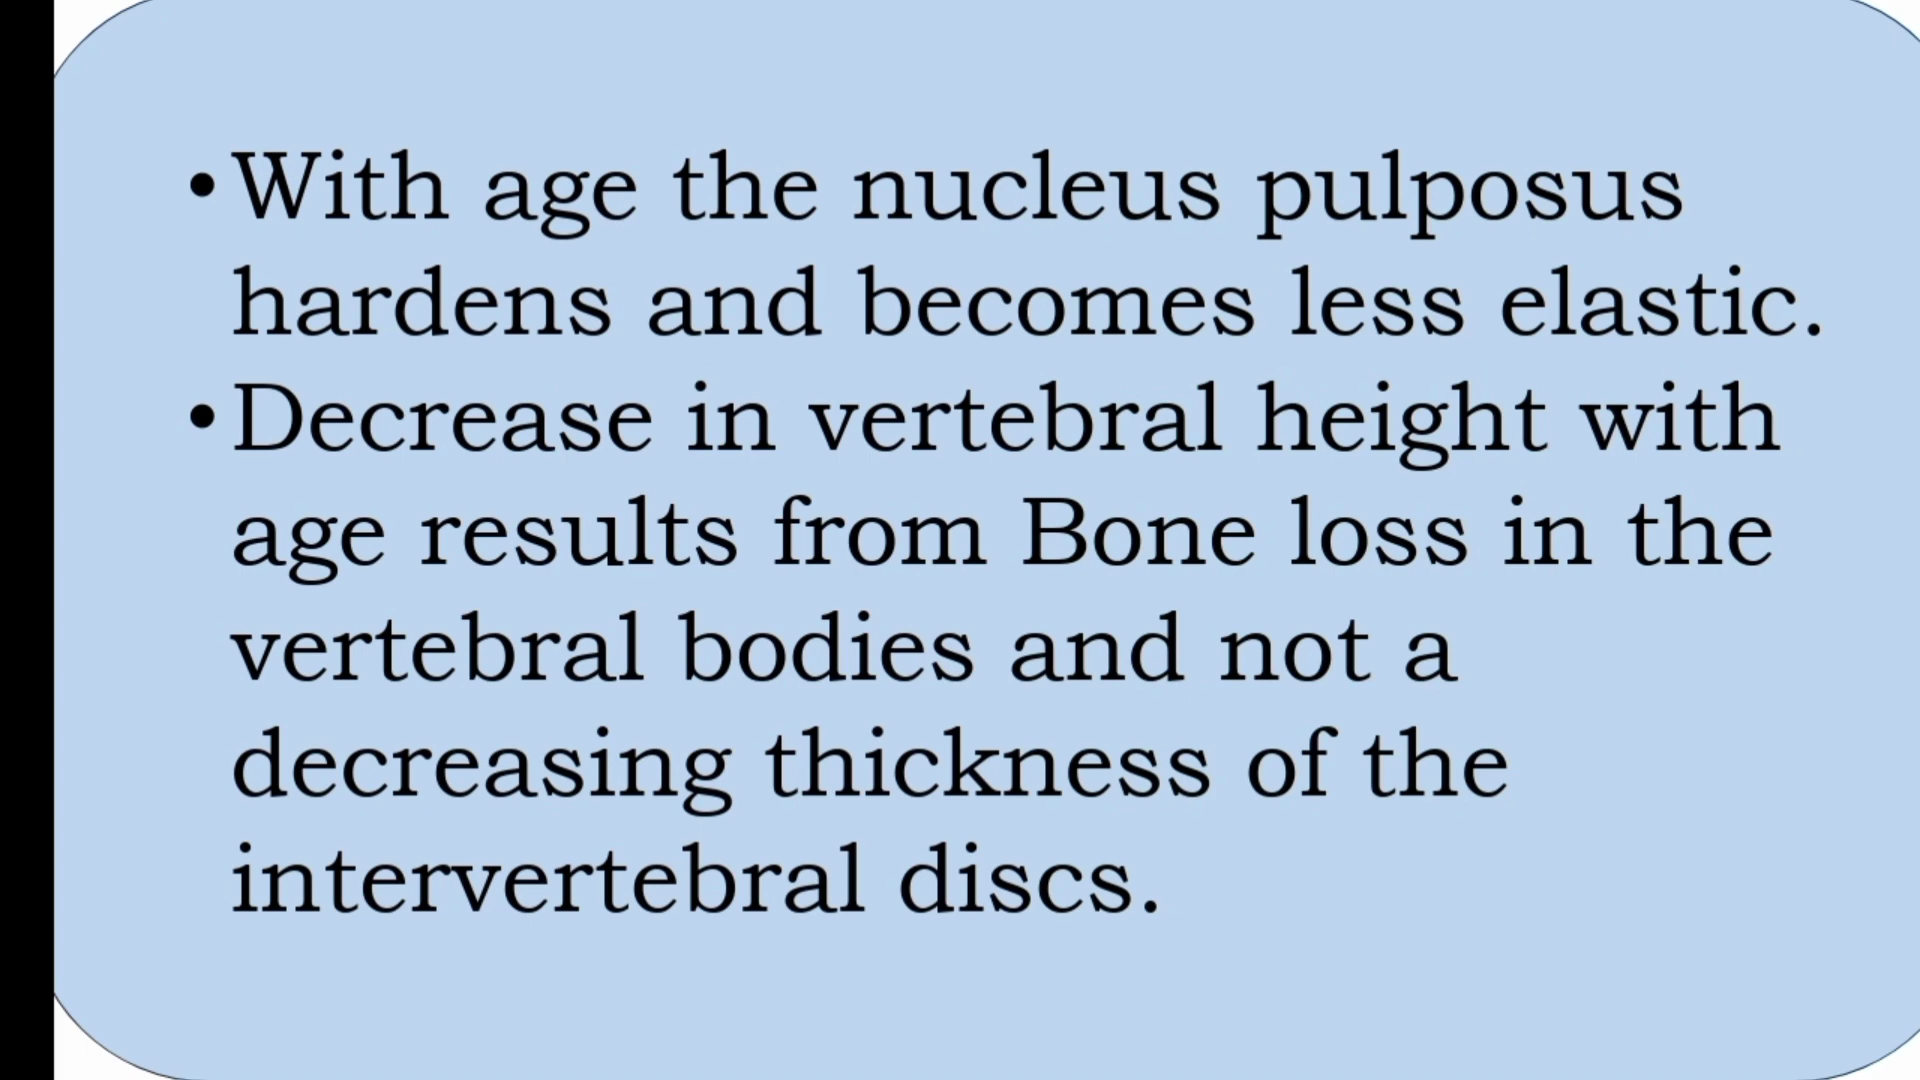 •With age the nucleus pulposus
hardens and becomes less elastic.
•Decrease in vertebral height with
age results from Bone loss in the
vertebral bodies and not a
decreasing thickness of the
intervertebral discs.